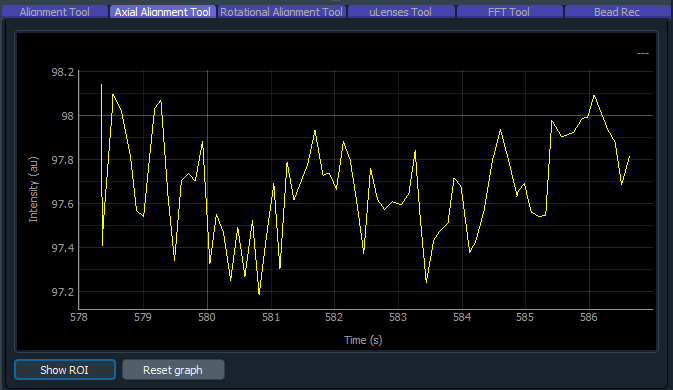 Alignment Tool Axial Alignment Tool Rotational Alignment Tool uLenses Tool FFT Tool Bead Rec
---
98.2
98
97.8
97.6
97.4
97.2
Intensity (au)
578 579 580 581 582 583 584 585 586
Time (s)
Show ROI Reset graph